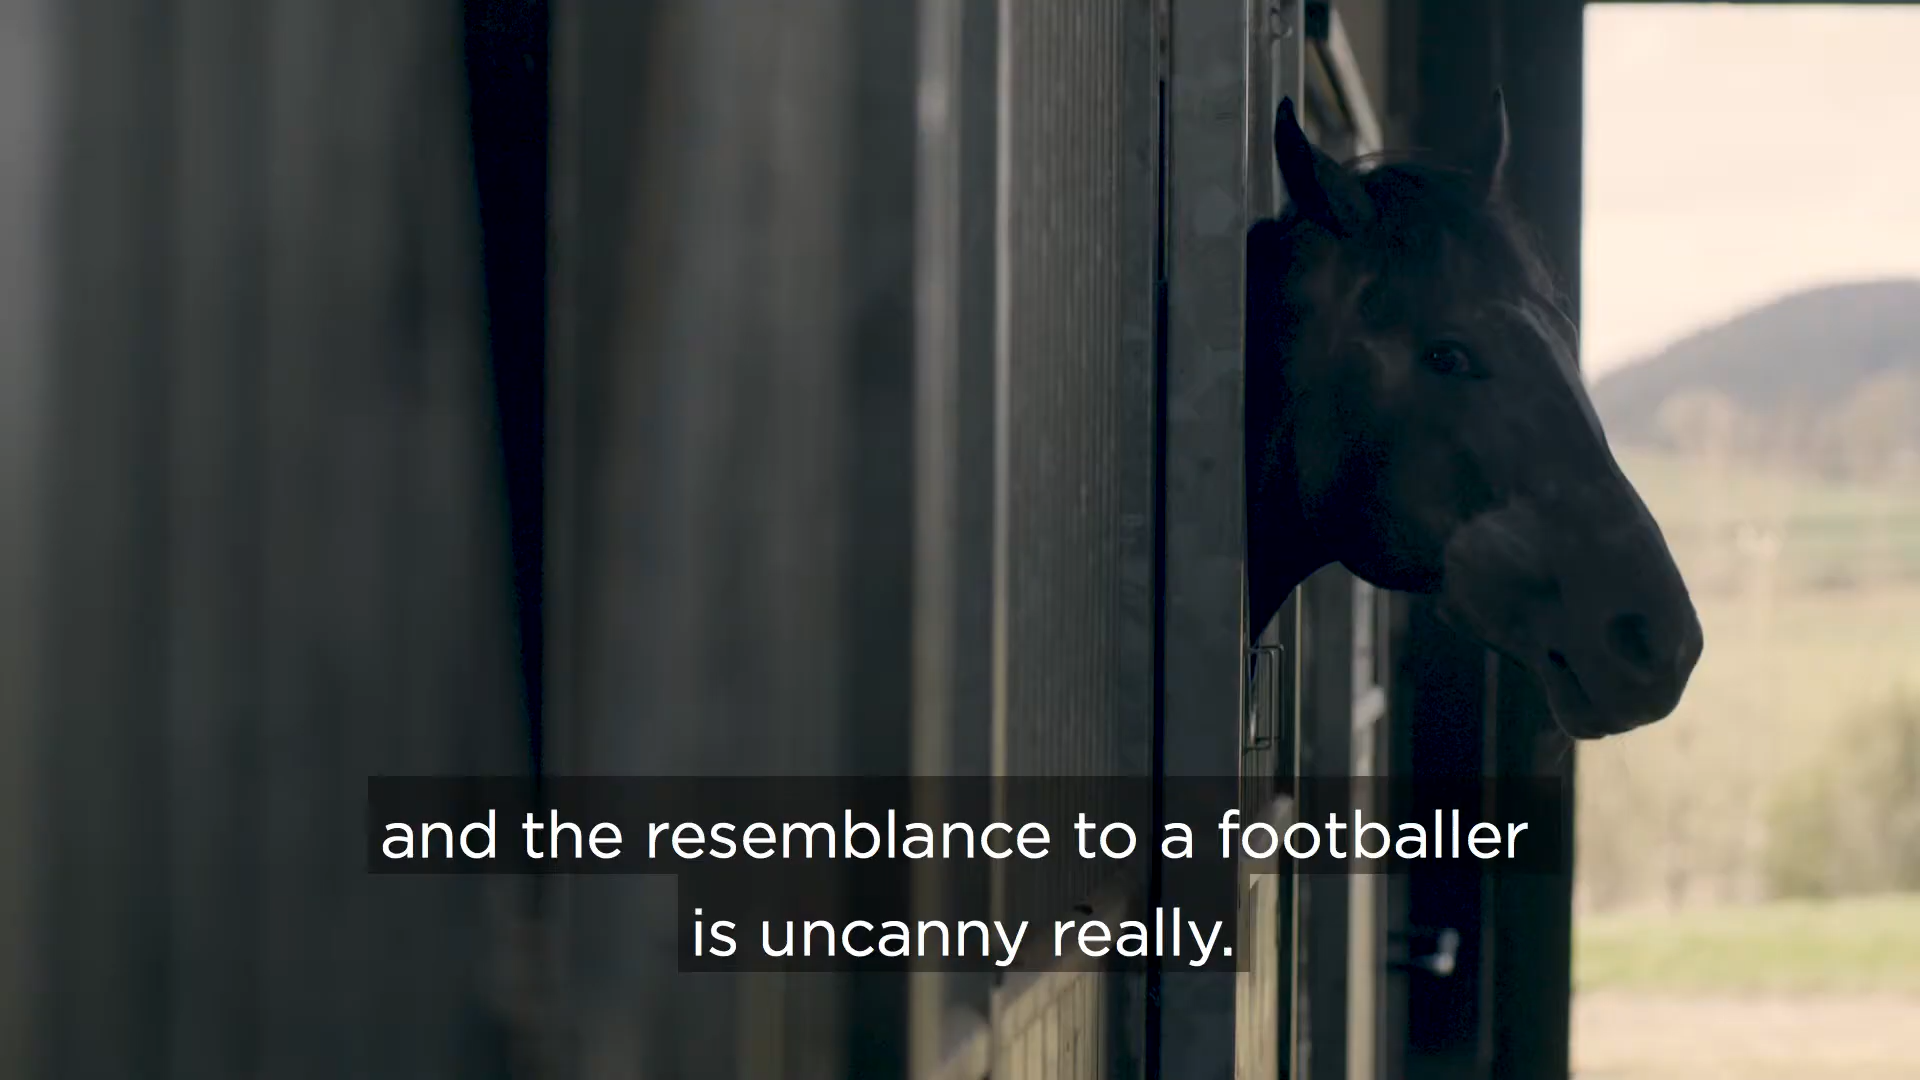 and the resemblance to a footballer
is uncanny really.